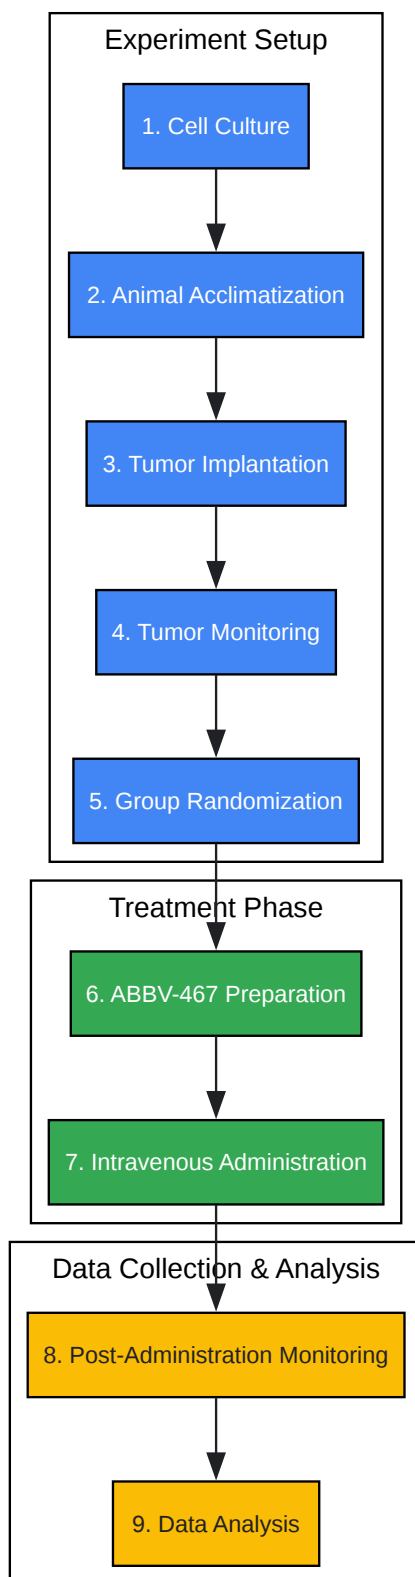 Experiment Setup
1. Cell Culture
2. Animal Acclimatization
3. Tumor Implantation
4. Tumor Monitoring
5. Group Randomization
Treatment Phase
6. ABBV-467 Preparation
7. Intravenous Administration
Data Collection & Analysis
8. Post-Administration Monitoring
9. Data Analysis